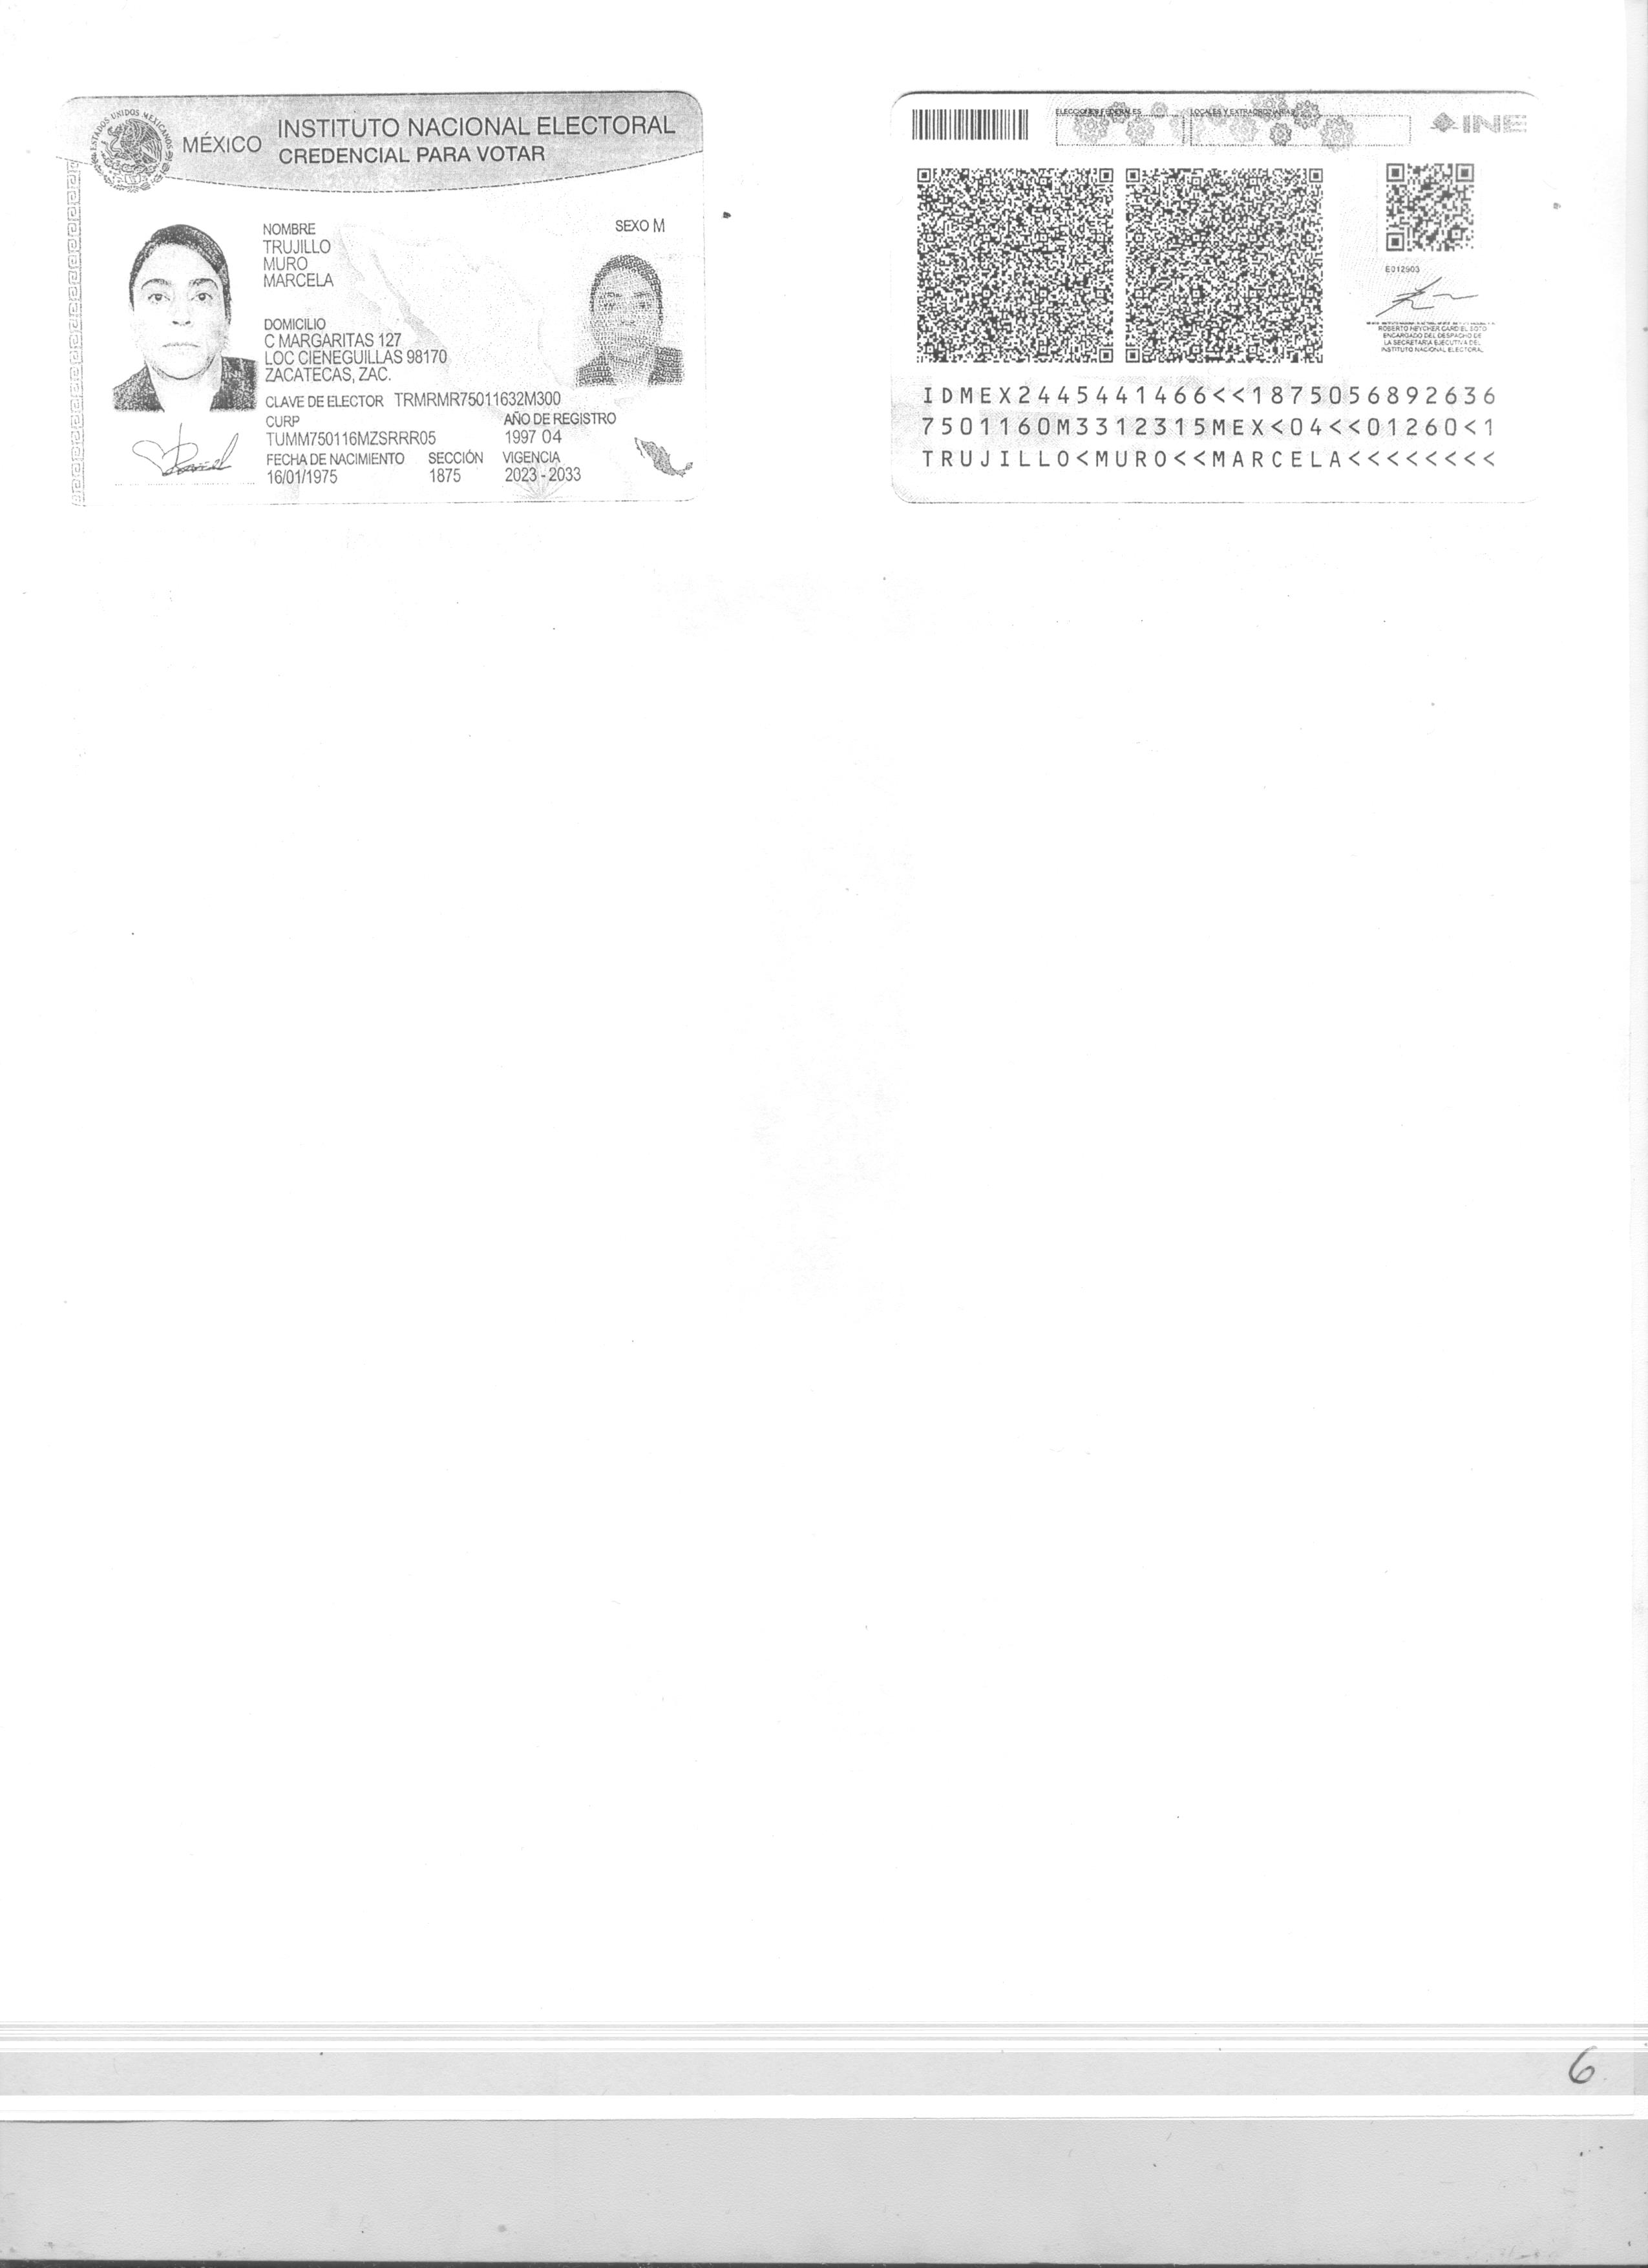 ESTADOS UNIDOS MEXICANOS
MÉXICO
INSTITUTO NACIONAL ELECTORAL
CREDENCIAL PARA VOTAR
NOMBRE
TRUJILLO
MURO
MARCELA
SEXO M
DOMICILIO
C MARGARITAS 127
LOC CIENEGUILLAS 98170
ZACATECAS, ZAC.
CLAVE DE ELECTOR TRMRMR75011632M300
CURP
TUMM750116MZSRRR05
AÑO DE REGISTRO
1997 04
FECHA DE NACIMIENTO
16/01/1975
SECCIÓN
1875
VIGENCIA
2023 - 2033
ELECCIONES FEDERALES
LOCALES Y EXTRAORDINARIAS
INE
E012903
ROBERTO HEYCHER CARDIEL SOTO
ENCARGADO DEL DESPACHO DE
LA SECRETARÍA EJECUTIVA DEL
INSTITUTO NACIONAL ELECTORAL
IDMEX2445441466<<1875056892636
7501160M3312315MEX<04<<01260<1
TRUJILLO<MURO<<MARCELA<<<<<<<<
6